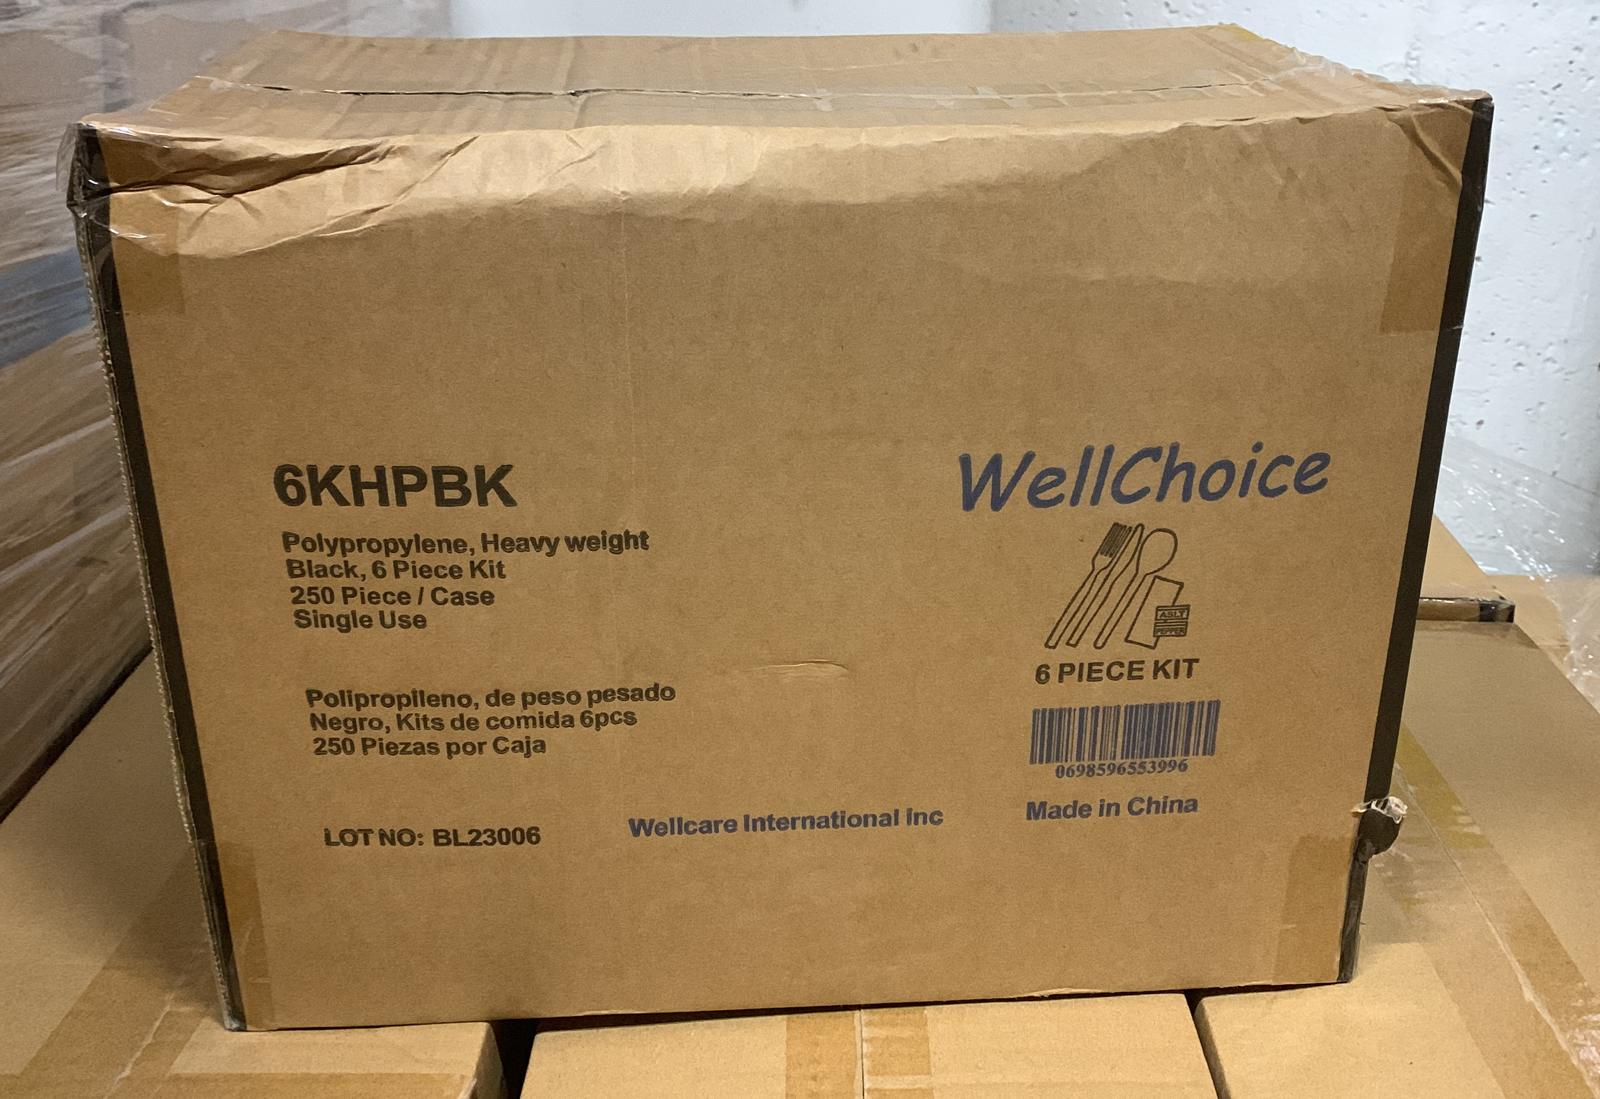 6KHPBK
Polypropylene, Heavy weight
Black, 6 Piece Kit
250 Piece / Case
Single Use
Polipropileno, de peso pesado
Negro, Kits de comida 6pcs
250 Piezas por Caja
LOT NO: BL23006
Wellcare International Inc
WellChoice
ASLT
PEPPER
6 PIECE KIT
0698596553996
Made in China